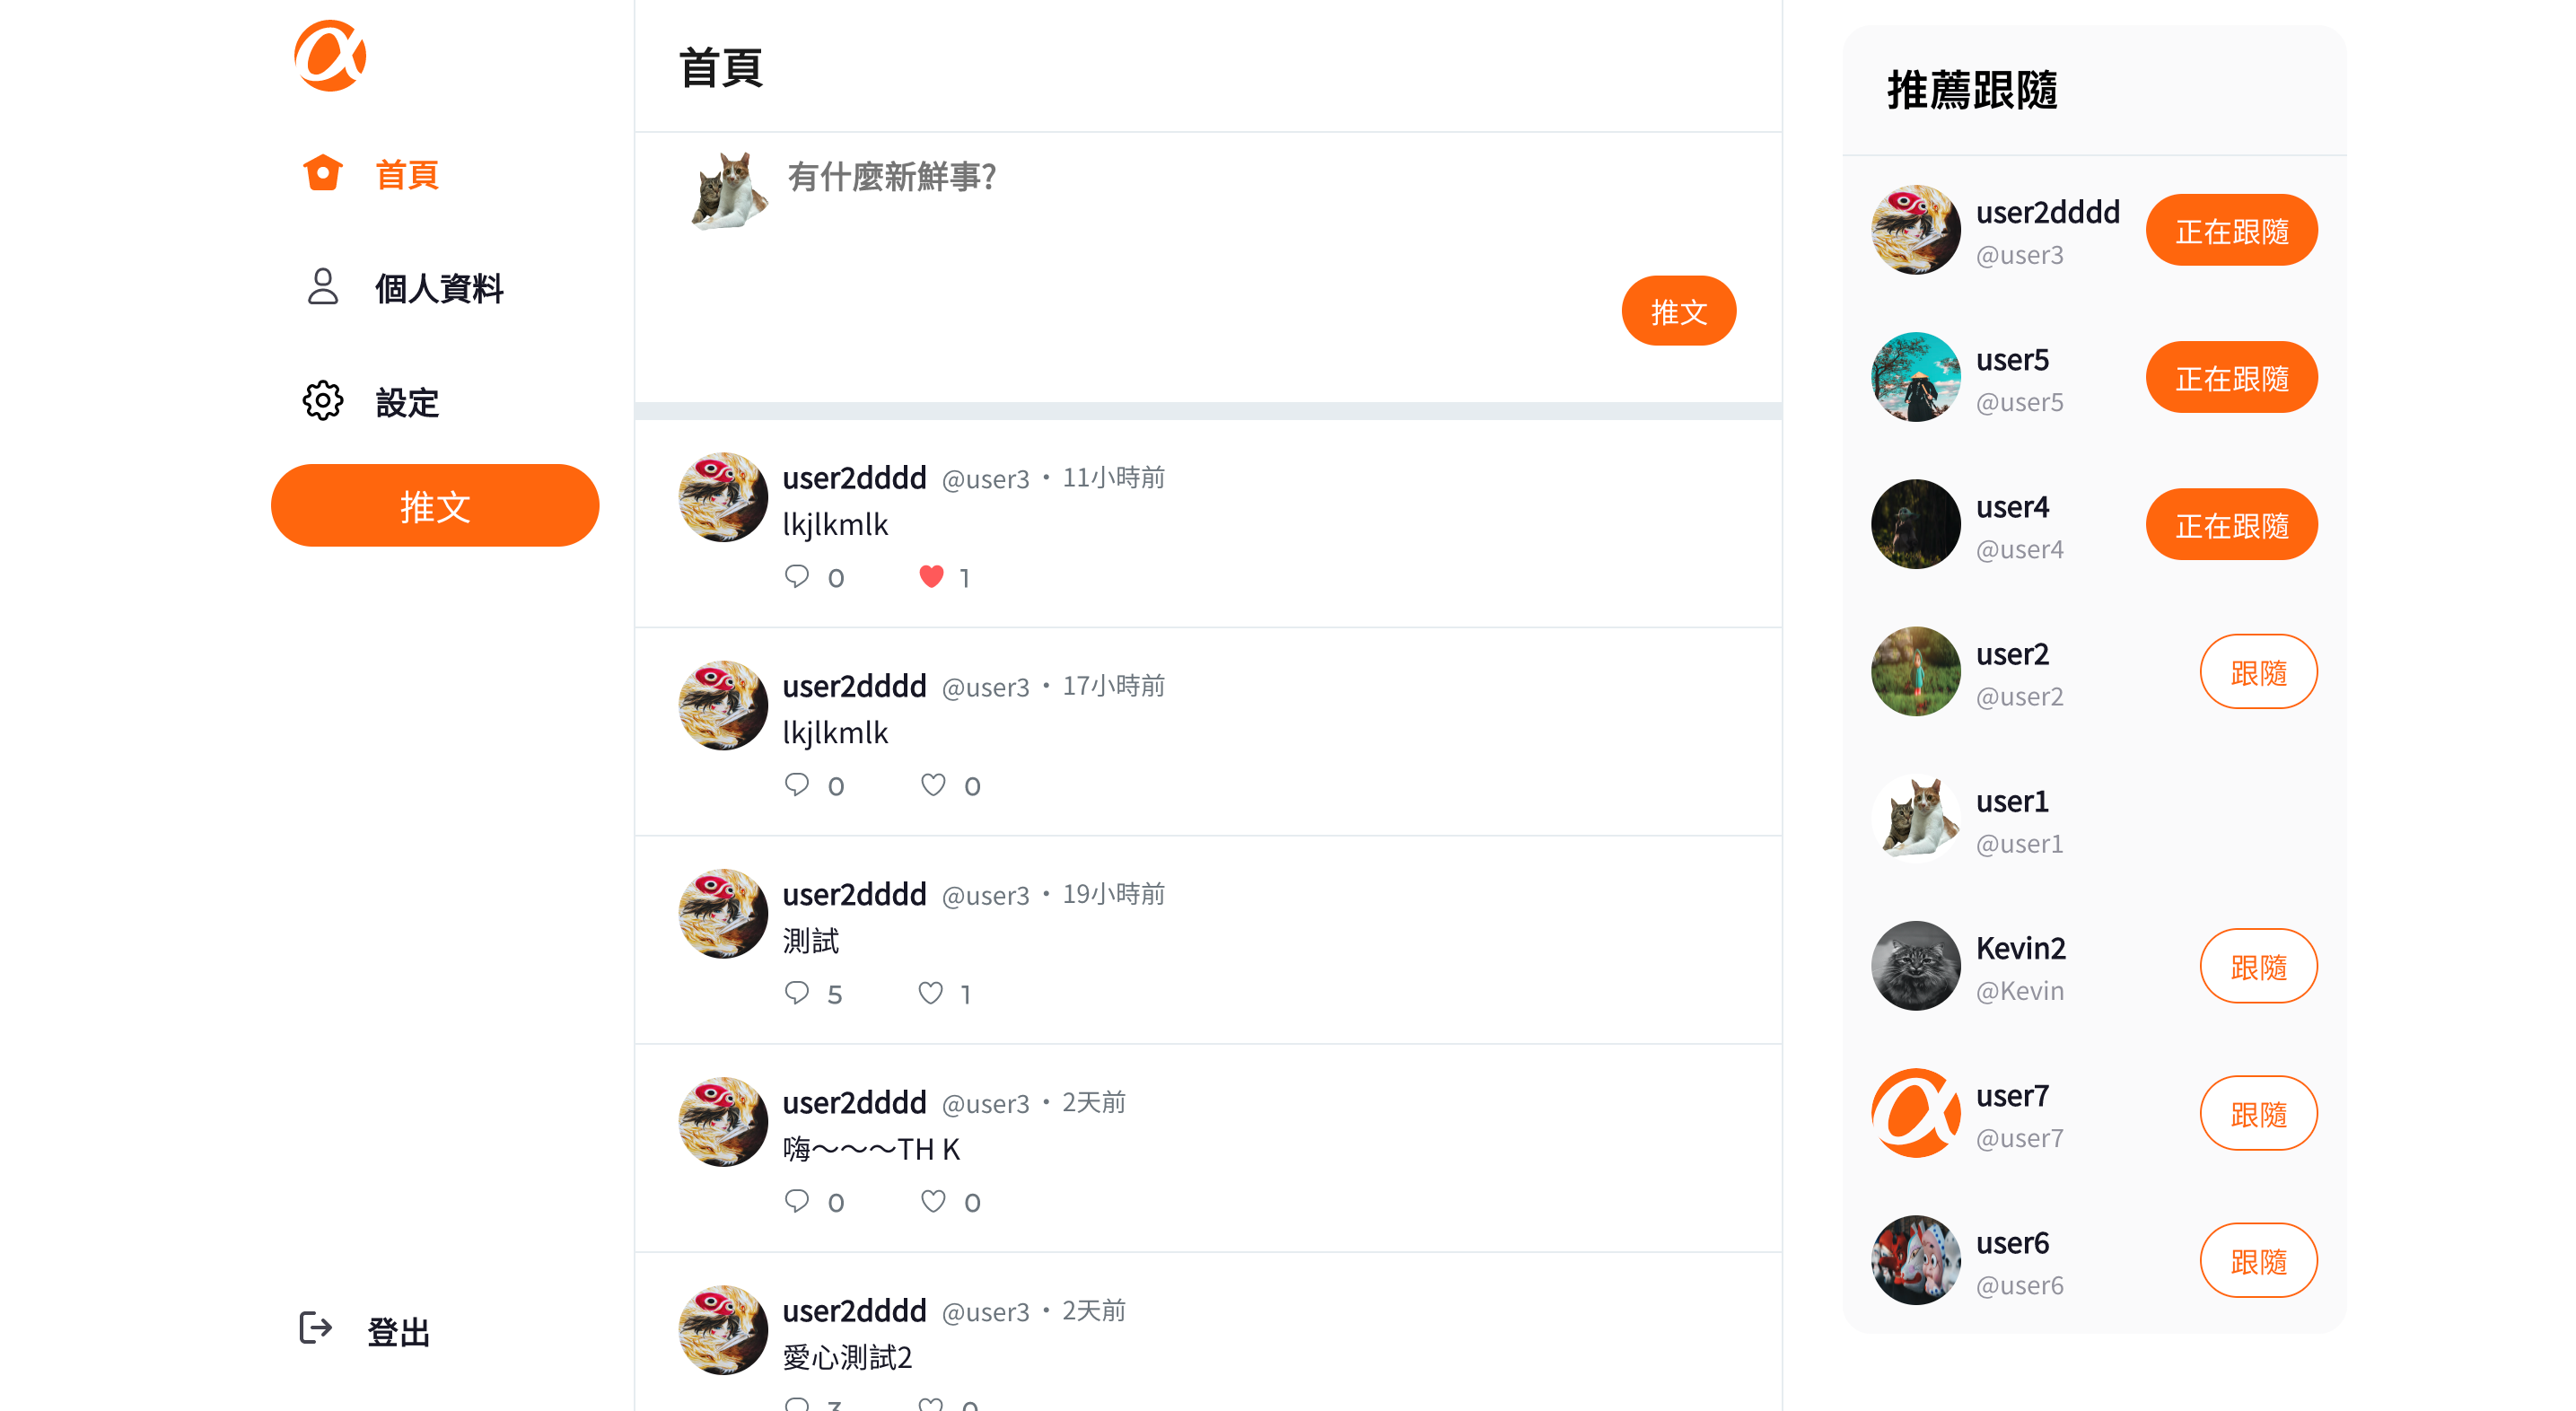 首頁
個人資料
設定
推文
登出
首頁
有什麼新鮮事?
推文
user2dddd @user3 · 11小時前
lkjlkmlk
0 1
user2dddd @user3 · 17小時前
lkjlkmlk
0 0
user2dddd @user3 · 19小時前
測試
5 1
user2dddd @user3 · 2天前
嗨～～～TH K
0 0
user2dddd @user3 · 2天前
愛心測試2
3 0
推薦跟隨
user2dddd
@user3
正在跟隨
user5
@user5
正在跟隨
user4
@user4
正在跟隨
user2
@user2
跟隨
user1
@user1
Kevin2
@Kevin
跟隨
user7
@user7
跟隨
user6
@user6
跟隨